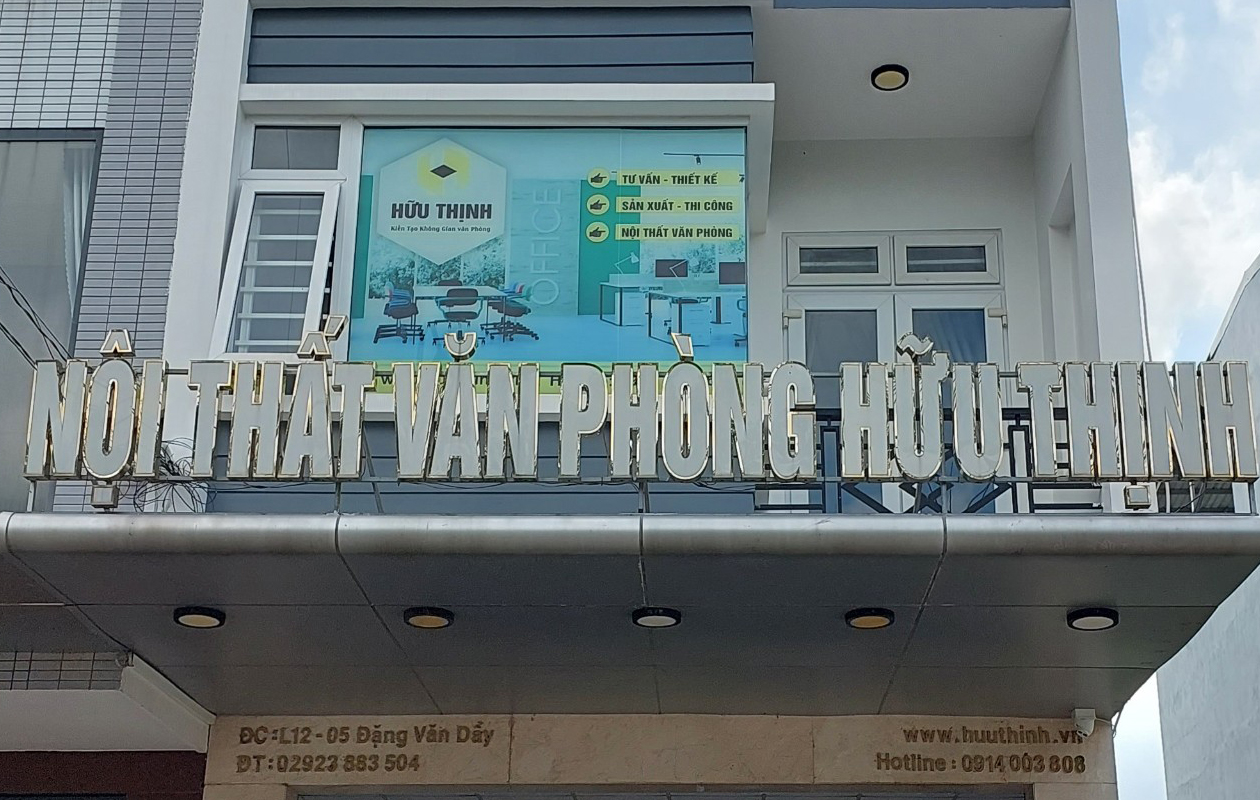 HỮU THỊNH
Kiến Tạo Không Gian văn Phòng
OFFICE
TƯ VẤN - THIẾT KẾ
SẢN XUẤT - THI CÔNG
NỘI THẤT VĂN PHÒNG
NỘI THẤT VĂN PHÒNG HỮU THỊNH
ĐC:L12-05 Đặng Văn Dầy
ĐT:02923 883 504
www.huuthinh.vn
Hotline : 0914 003 808